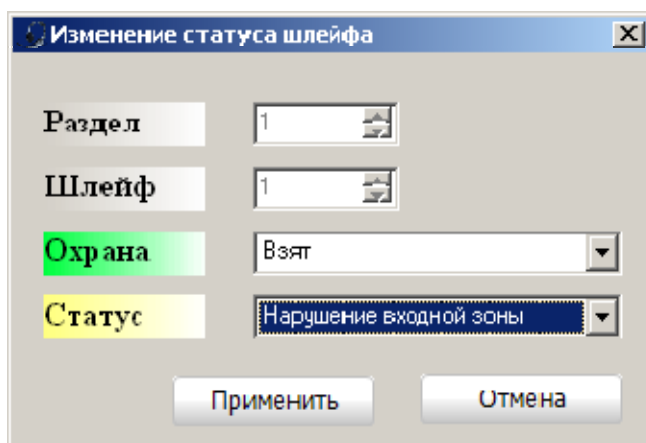 Изменение статуса шлейфа
Раздел 1
Шлейф 1
Охрана Взят
Статус Нарушение входной зоны
Применить Отмена